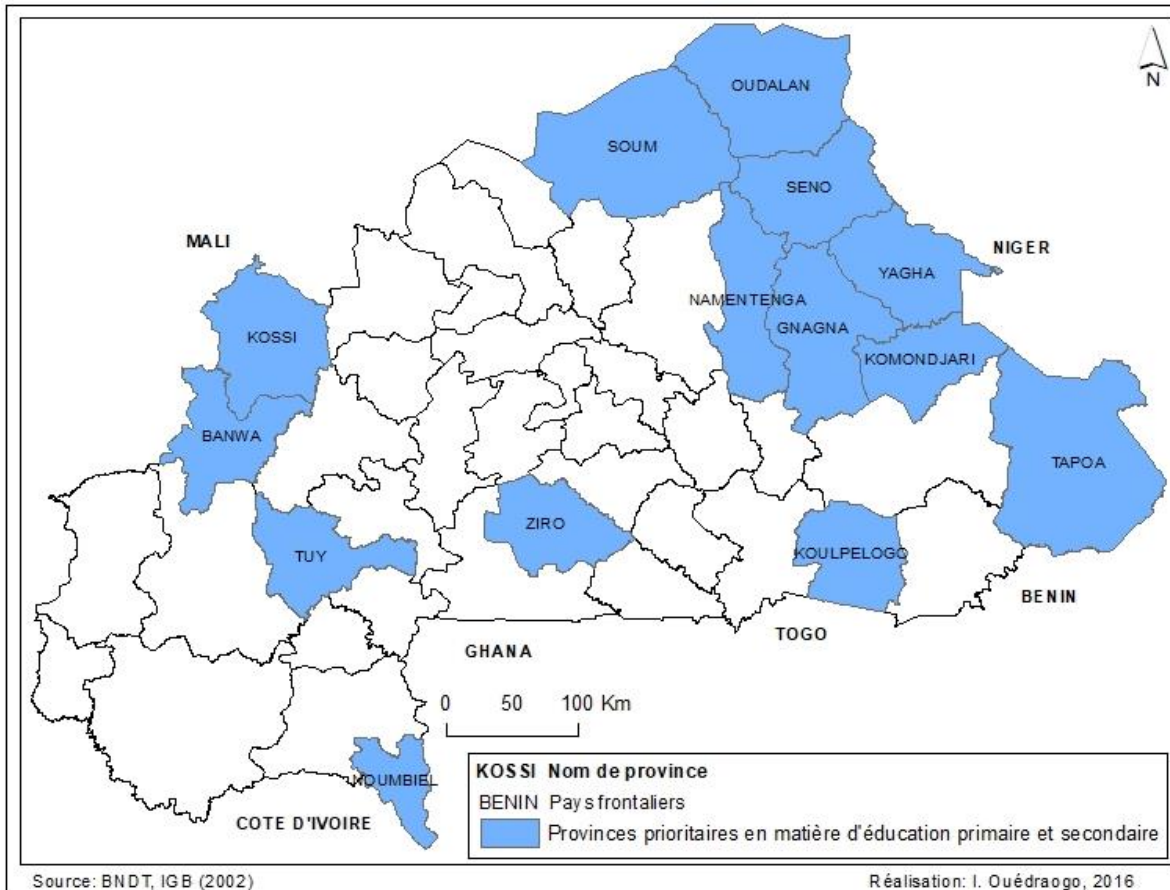 OUDALAN
N
SOUM
SENO
MALI
NIGER
YAGHA
NAMENTENGA
GNAGNA
KOSSI
KOMONDJARI
BANWA
TAPOA
ZIRO
TUY
KOULPELOGO
BENIN
TOGO
GHANA
0 50 100 Km
KOUMBIEL
COTE D'IVOIRE
KOSSI Nom de province
BENIN Pays frontaliers
Provinces prioritaires en matière d'éducation primaire et secondaire
Source: BNDT, IGB (2002)
Réalisation: I. Ouédraogo, 2016